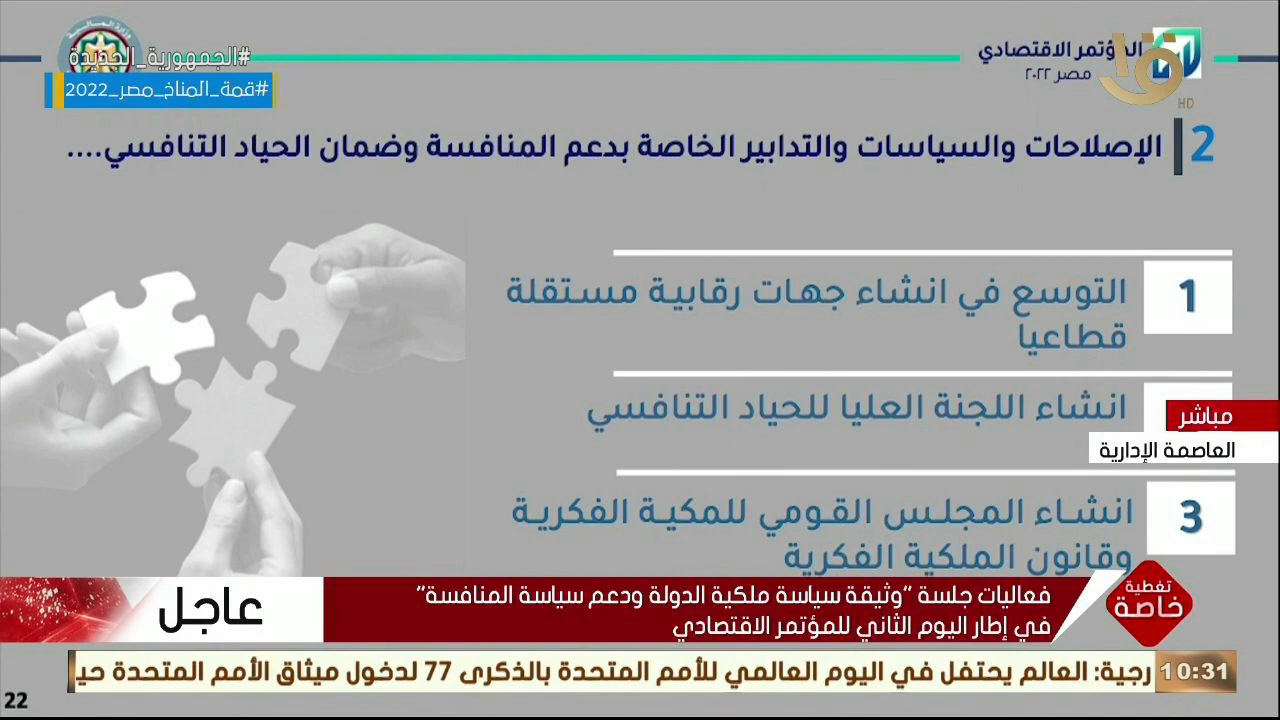 وزارة المالية
#الجمهورية_الجديدة
#قمة_المناخ_مصر_2022
المؤتمر الاقتصادي
مصر ٢٠٢٢
HD
2
الإصلاحات والسياسات والتدابير الخاصة بدعم المنافسة وضمان الحياد التنافسي....
1
التوسع في انشاء جهات رقابية مستقلة
قطاعيا
انشاء اللجنة العليا للحياد التنافسي
مباشر
العاصمة الإدارية
3
انشاء المجلس القومي للمكية الفكرية
وقانون الملكية الفكرية
تغطية
خاصة
فعاليات جلسة "وثيقة سياسة ملكية الدولة ودعم سياسة المنافسة"
في إطار اليوم الثاني للمؤتمر الاقتصادي
عاجل
10:31
رجية: العالم يحتفل في اليوم العالمي للأمم المتحدة بالذكرى 77 لدخول ميثاق الأمم المتحدة حيا
22